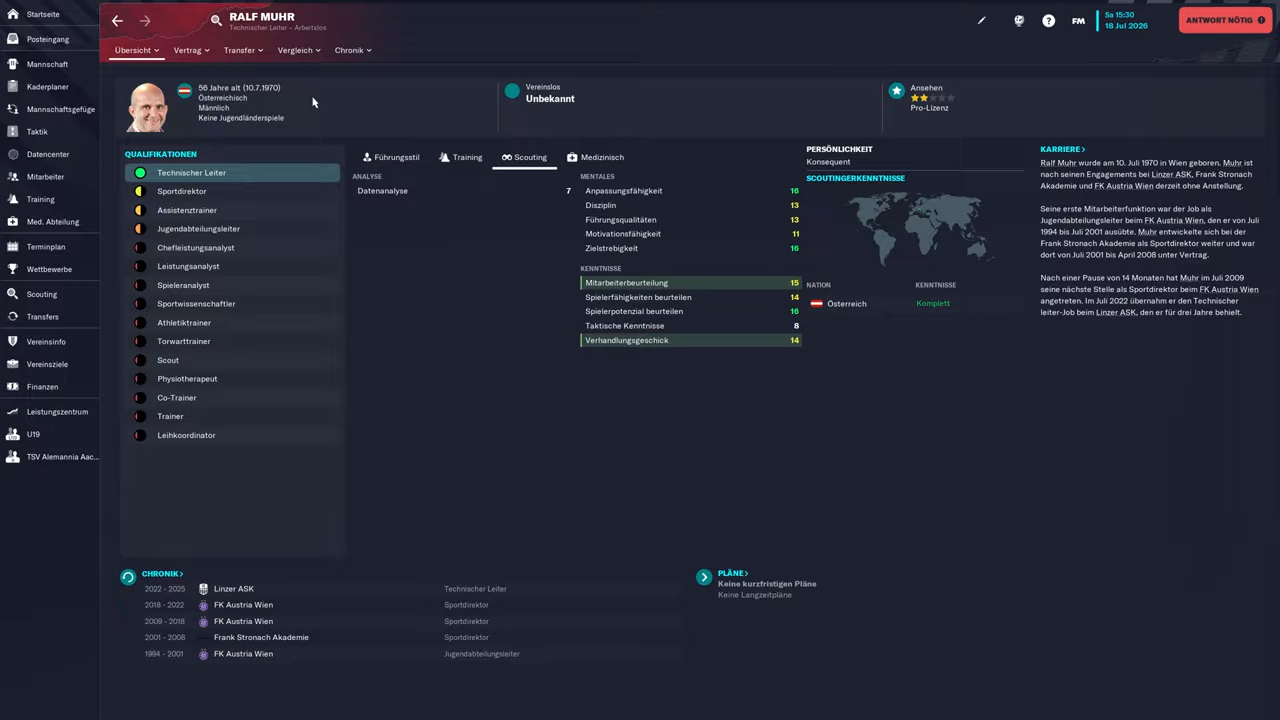 Startseite
Posteingang
Mannschaft
Kaderplaner
Mannschaftsgefüge
Taktik
Datencenter
Mitarbeiter
Training
Med. Abteilung
Terminplan
Wettbewerbe
Scouting
Transfers
Vereinsinfo
Vereinsziele
Finanzen
Leistungszentrum
U19
TSV Alemannia Aac...
RALF MUHR
Technischer Leiter - Arbeitslos
FM
Sa 15:30
18 Jul 2026
ANTWORT NÖTIG
Übersicht
Vertrag
Transfer
Vergleich
Chronik
56 Jahre alt (10.7.1970)
Österreichisch
Männlich
Keine Jugendländerspiele
Vereinslos
Unbekannt
Ansehen
Pro-Lizenz
QUALIFIKATIONEN
Technischer Leiter
Sportdirektor
Assistenztrainer
Jugendabteilungsleiter
Chefleistungsanalyst
Leistungsanalyst
Spieleranalyst
Sportwissenschaftler
Athletiktrainer
Torwarttrainer
Scout
Physiotherapeut
Co-Trainer
Trainer
Leihkoordinator
Führungsstil
Training
Scouting
Medizinisch
ANALYSE
Datenanalyse 7
MENTALES
Anpassungsfähigkeit 16
Disziplin 13
Führungsqualitäten 13
Motivationsfähigkeit 11
Zielstrebigkeit 16
KENNTNISSE
Mitarbeiterbeurteilung 15
Spielerfähigkeiten beurteilen 14
Spielerpotenzial beurteilen 16
Taktische Kenntnisse 8
Verhandlungsgeschick 14
PERSÖNLICHKEIT
Konsequent
SCOUTINGERKENNTNISSE
NATION KENNTNISSE
Österreich Komplett
KARRIERE >
Ralf Muhr wurde am 10. Juli 1970 in Wien geboren. Muhr ist
nach seinen Engagements bei Linzer ASK, Frank Stronach
Akademie und FK Austria Wien derzeit ohne Anstellung.
Seine erste Mitarbeiterfunktion war der Job als
Jugendabteilungsleiter beim FK Austria Wien, den er von Juli
1994 bis Juli 2001 ausübte. Muhr entwickelte sich bei der
Frank Stronach Akademie als Sportdirektor weiter und war
dort von Juli 2001 bis April 2008 unter Vertrag.
Nach einer Pause von 14 Monaten hat Muhr im Juli 2009
seine nächste Stelle als Sportdirektor beim FK Austria Wien
angetreten. Im Juli 2022 übernahm er den Technischer
leiter-Job beim Linzer ASK, den er für drei Jahre behielt.
CHRONIK >
2022 - 2025 Linzer ASK Technischer Leiter
2018 - 2022 FK Austria Wien Sportdirektor
2009 - 2018 FK Austria Wien Sportdirektor
2001 - 2008 Frank Stronach Akademie Sportdirektor
1994 - 2001 FK Austria Wien Jugendabteilungsleiter
PLÄNE >
Keine kurzfristigen Pläne
Keine Langzeitpläne